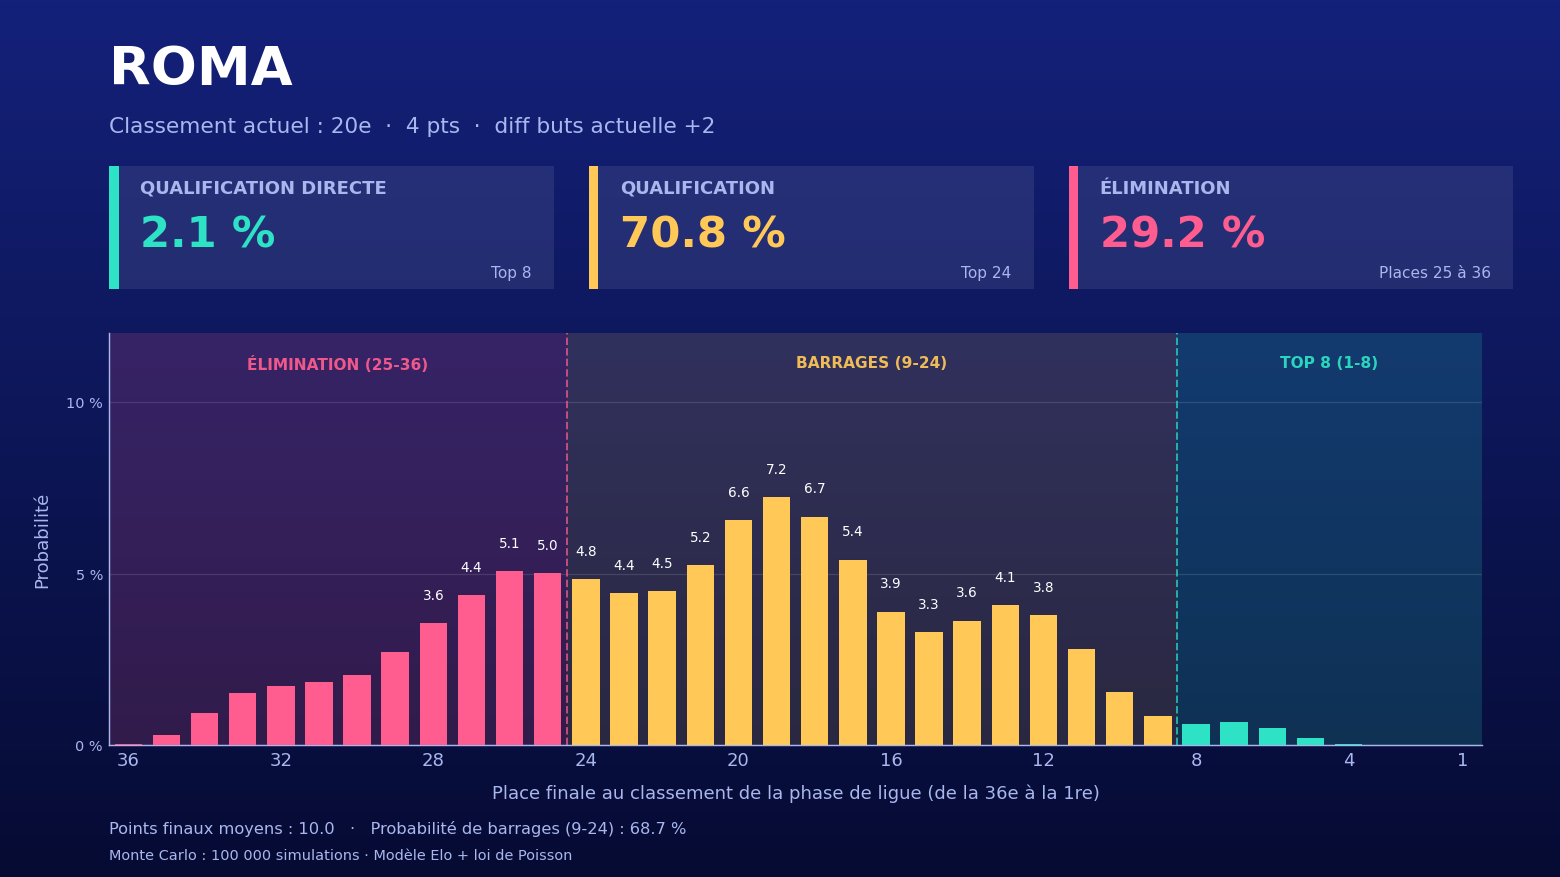 ROMA
Classement actuel : 20e · 4 pts · diff buts actuelle +2
QUALIFICATION DIRECTE
2.1 %
Top 8
QUALIFICATION
70.8 %
Top 24
ÉLIMINATION
29.2 %
Places 25 à 36
ÉLIMINATION (25-36)
BARRAGES (9-24)
TOP 8 (1-8)
Probabilité
10 %
5 %
0 %
3.6
4.4
5.1
5.0
4.8
4.4
4.5
5.2
6.6
7.2
6.7
5.4
3.9
3.3
3.6
4.1
3.8
36 32 28 24 20 16 12 8 4 1
Place finale au classement de la phase de ligue (de la 36e à la 1re)
Points finaux moyens : 10.0 · Probabilité de barrages (9-24) : 68.7 %
Monte Carlo : 100 000 simulations · Modèle Elo + loi de Poisson